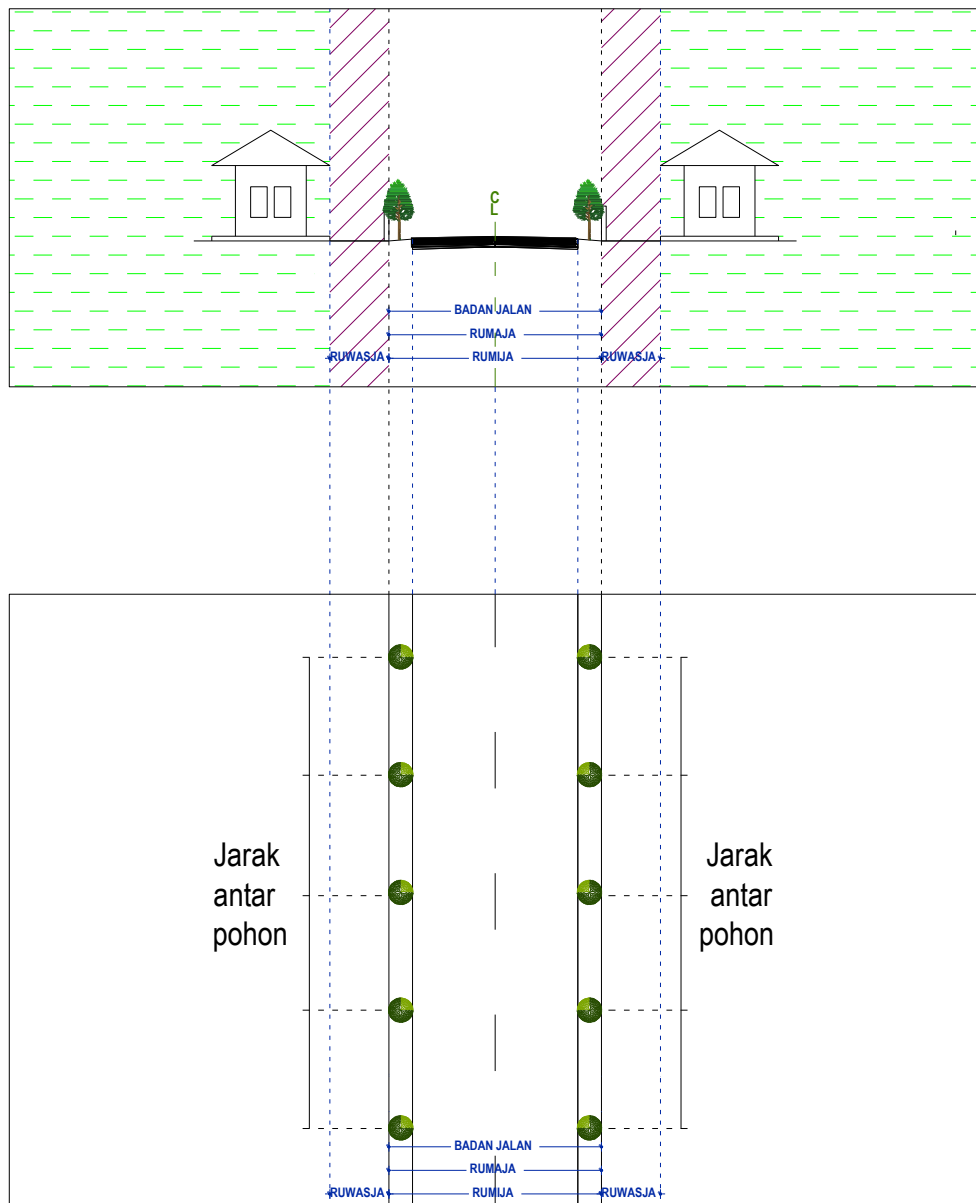 C
L
BADAN JALAN
RUMAJA
RUWASJA RUMIJA RUWASJA
Jarak
antar
pohon
Jarak
antar
pohon
BADAN JALAN
RUMAJA
RUWASJA RUMIJA RUWASJA